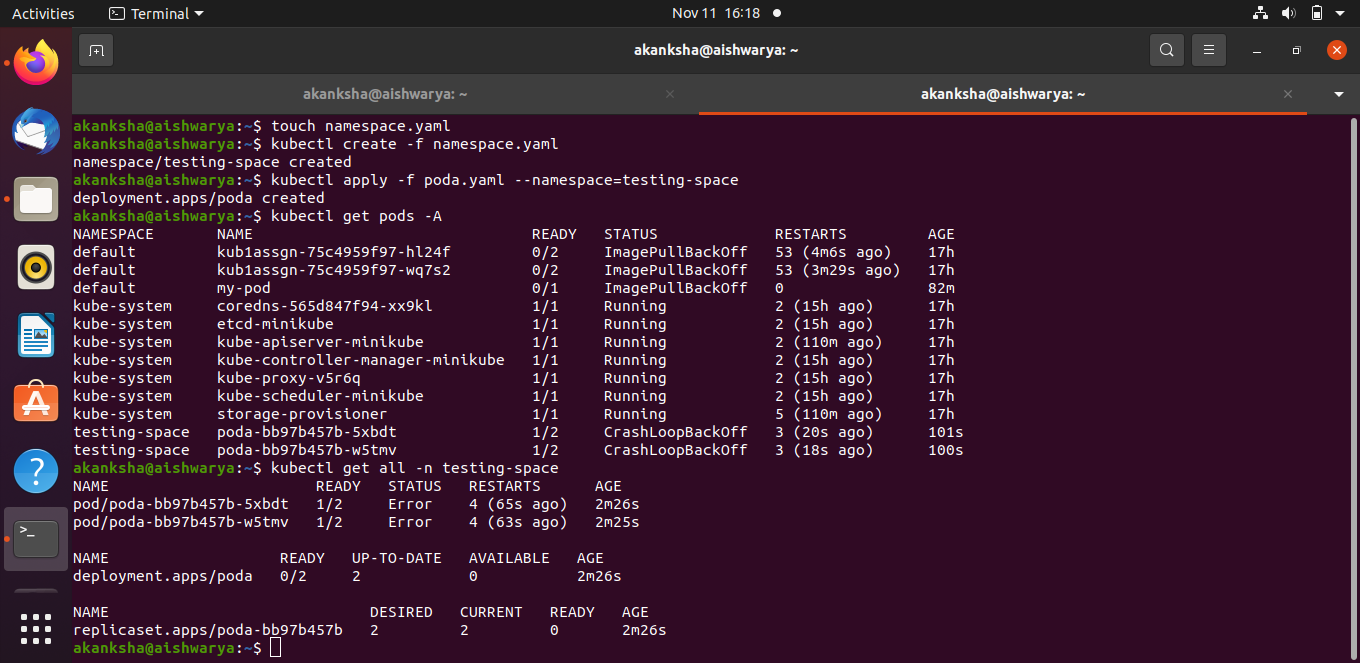 Activities Terminal Nov 11 16:18
akanksha@aishwarya: ~
akanksha@aishwarya: ~ akanksha@aishwarya: ~
akanksha@aishwarya:~$ touch namespace.yaml
akanksha@aishwarya:~$ kubectl create -f namespace.yaml
namespace/testing-space created
akanksha@aishwarya:~$ kubectl apply -f poda.yaml --namespace=testing-space
deployment.apps/poda created
akanksha@aishwarya:~$ kubectl get pods -A
NAMESPACE       NAME                               READY   STATUS             RESTARTS         AGE
default         kub1assgn-75c4959f97-hl24f         0/2     ImagePullBackOff   53 (4m6s ago)    17h
default         kub1assgn-75c4959f97-wq7s2         0/2     ImagePullBackOff   53 (3m29s ago)   17h
default         my-pod                             0/1     ImagePullBackOff   0                82m
kube-system     coredns-565d847f94-xx9kl           1/1     Running            2 (15h ago)      17h
kube-system     etcd-minikube                      1/1     Running            2 (15h ago)      17h
kube-system     kube-apiserver-minikube            1/1     Running            2 (110m ago)     17h
kube-system     kube-controller-manager-minikube   1/1     Running            2 (15h ago)      17h
kube-system     kube-proxy-v5r6q                   1/1     Running            2 (15h ago)      17h
kube-system     kube-scheduler-minikube            1/1     Running            2 (15h ago)      17h
kube-system     storage-provisioner                1/1     Running            5 (110m ago)     17h
testing-space   poda-bb97b457b-5xbdt               1/2     CrashLoopBackOff   3 (20s ago)      101s
testing-space   poda-bb97b457b-w5tmv               1/2     CrashLoopBackOff   3 (18s ago)      100s
akanksha@aishwarya:~$ kubectl get all -n testing-space
NAME                       READY   STATUS   RESTARTS      AGE
pod/poda-bb97b457b-5xbdt   1/2     Error    4 (65s ago)   2m26s
pod/poda-bb97b457b-w5tmv   1/2     Error    4 (63s ago)   2m25s
NAME                   READY   UP-TO-DATE   AVAILABLE   AGE
deployment.apps/poda   0/2     2            0           2m26s
NAME                             DESIRED   CURRENT   READY   AGE
replicaset.apps/poda-bb97b457b   2         2         0       2m26s
akanksha@aishwarya:~$